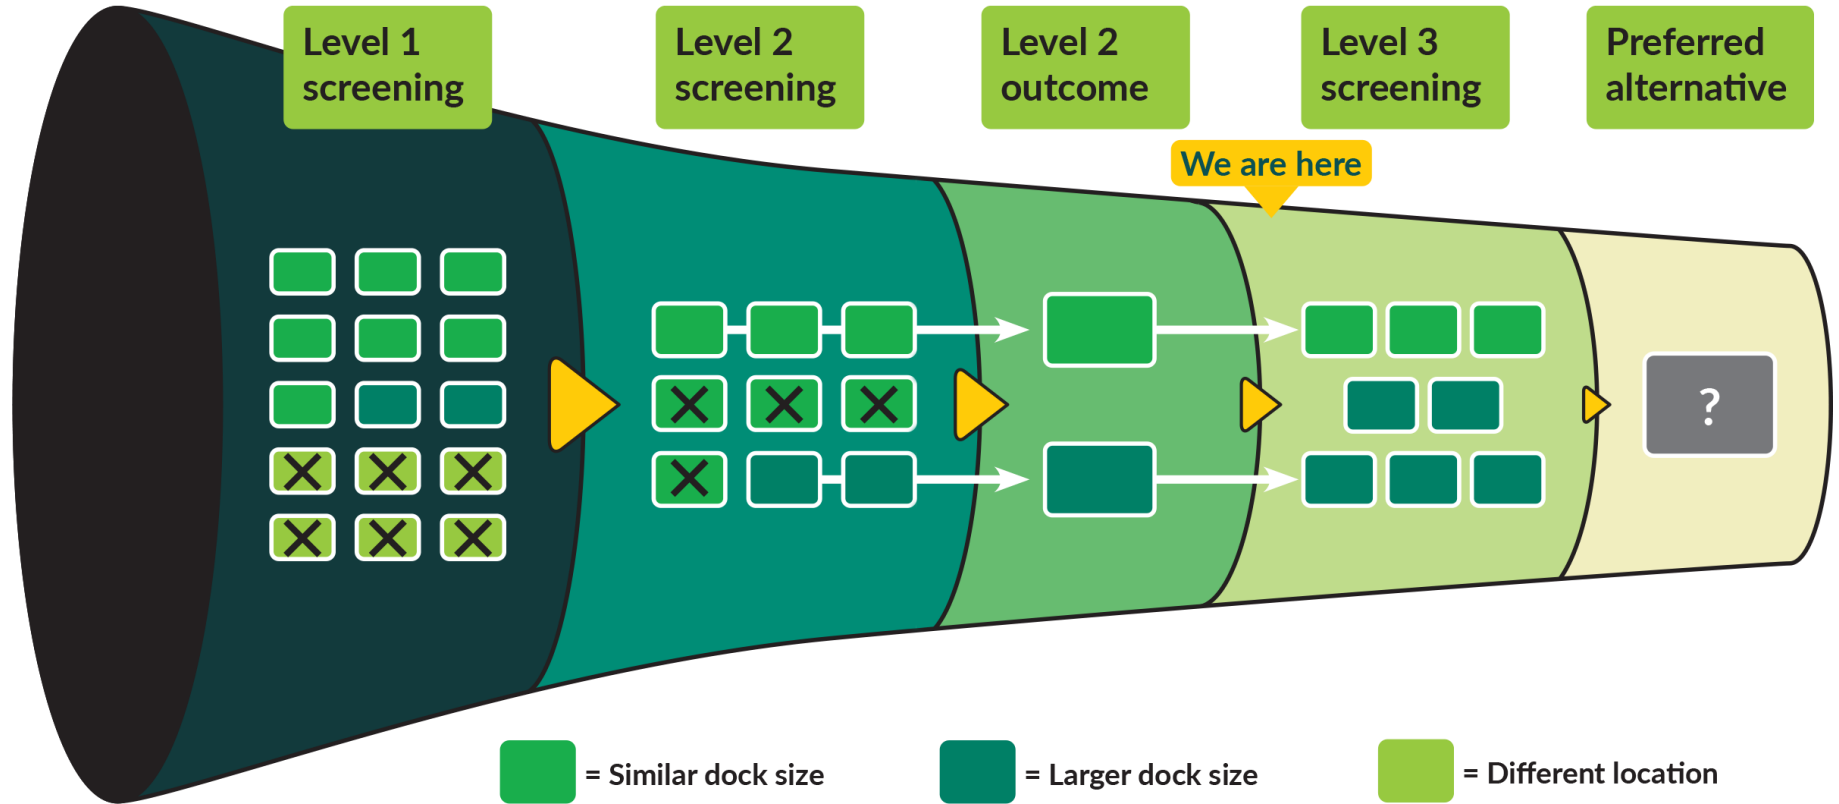 Level 1
screening
Level 2
screening
Level 2
outcome
Level 3
screening
Preferred
alternative
We are here
?
= Similar dock size
= Larger dock size
= Different location